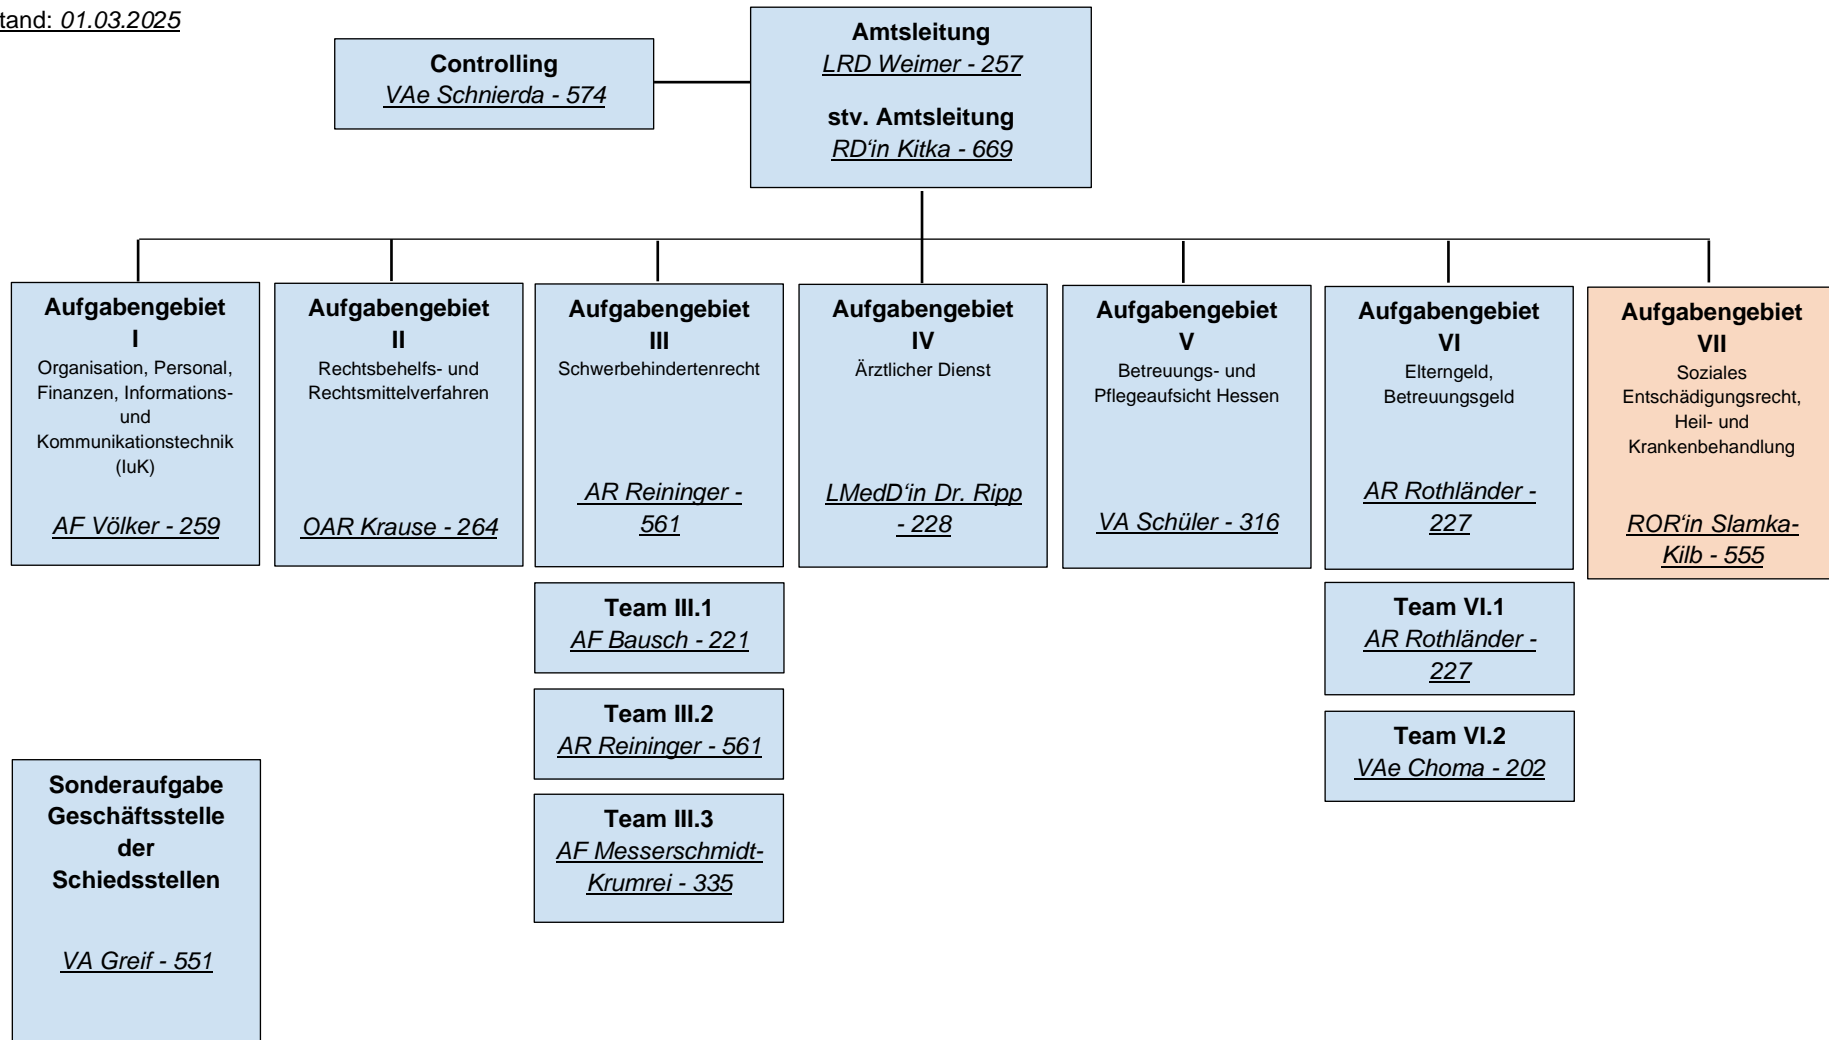 tand: 01.03.2025
Controlling
VAe Schnierda - 574
Amtsleitung
LRD Weimer - 257
stv. Amtsleitung
RD‘in Kitka - 669
Aufgabengebiet
I
Organisation, Personal,
Finanzen, Informations-
und
Kommunikationstechnik
(IuK)
AF Völker - 259
Aufgabengebiet
II
Rechtsbehelfs- und
Rechtsmittelverfahren
OAR Krause - 264
Aufgabengebiet
III
Schwerbehindertenrecht
AR Reininger -
561
Aufgabengebiet
IV
Ärztlicher Dienst
LMedD‘in Dr. Ripp
- 228
Aufgabengebiet
V
Betreuungs- und
Pflegeaufsicht Hessen
VA Schüler - 316
Aufgabengebiet
VI
Elterngeld,
Betreuungsgeld
AR Rothländer -
227
Aufgabengebiet
VII
Soziales
Entschädigungsrecht,
Heil- und
Krankenbehandlung
ROR‘in Slamka-
Kilb - 555
Team III.1
AF Bausch - 221
Team III.2
AR Reininger - 561
Team III.3
AF Messerschmidt-
Krumrei - 335
Team VI.1
AR Rothländer -
227
Team VI.2
VAe Choma - 202
Sonderaufgabe
Geschäftsstelle
der
Schiedsstellen
VA Greif - 551